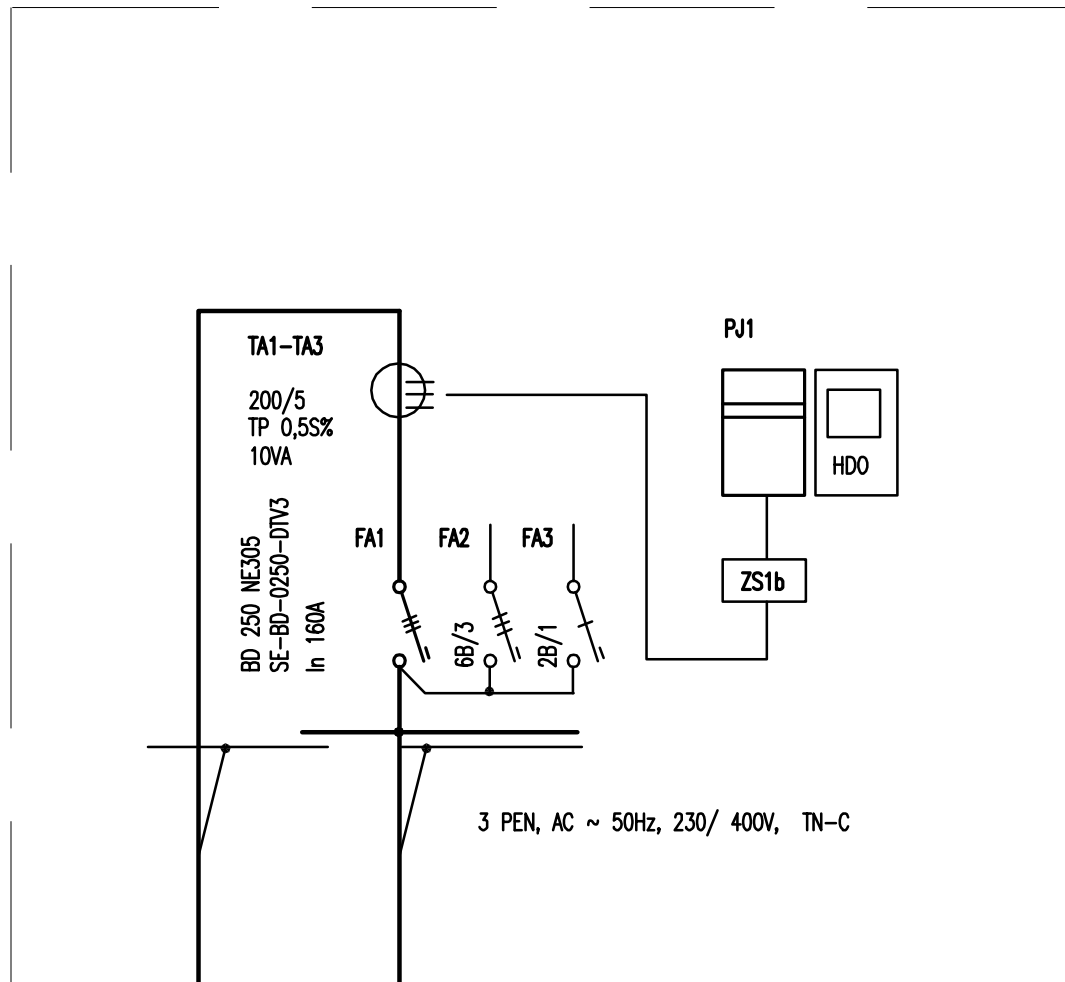 PJ1
TA1-TA3
200/5
TP 0,5S%
10VA
HDO
BD 250 NE305
SE-BD-0250-DTV3
In 160A
FA1
FA2
FA3
6B/3
2B/1
ZS1b
3 PEN, AC ~ 50Hz, 230/ 400V, TN-C